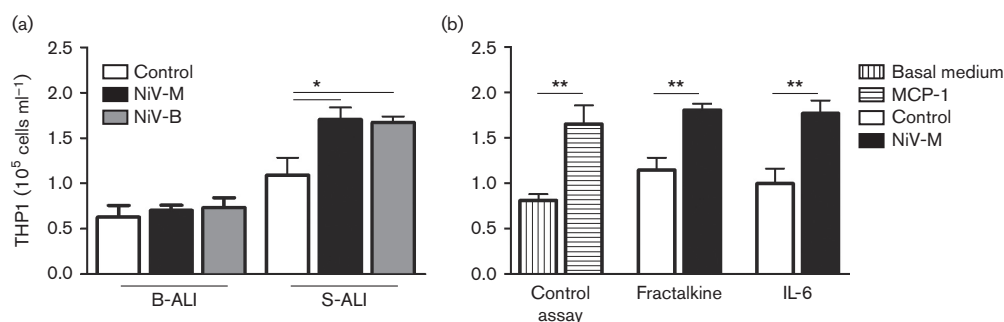 (a)
2.5
2.0
1.5
1.0
0.5
0.0
THP1 (10⁵ cells ml⁻¹)
Control
NiV-M
NiV-B
*
B-ALI
S-ALI
(b)
2.5
2.0
1.5
1.0
0.5
0.0
**
**
**
Control assay
Fractalkine
IL-6
Basal medium
MCP-1
Control
NiV-M